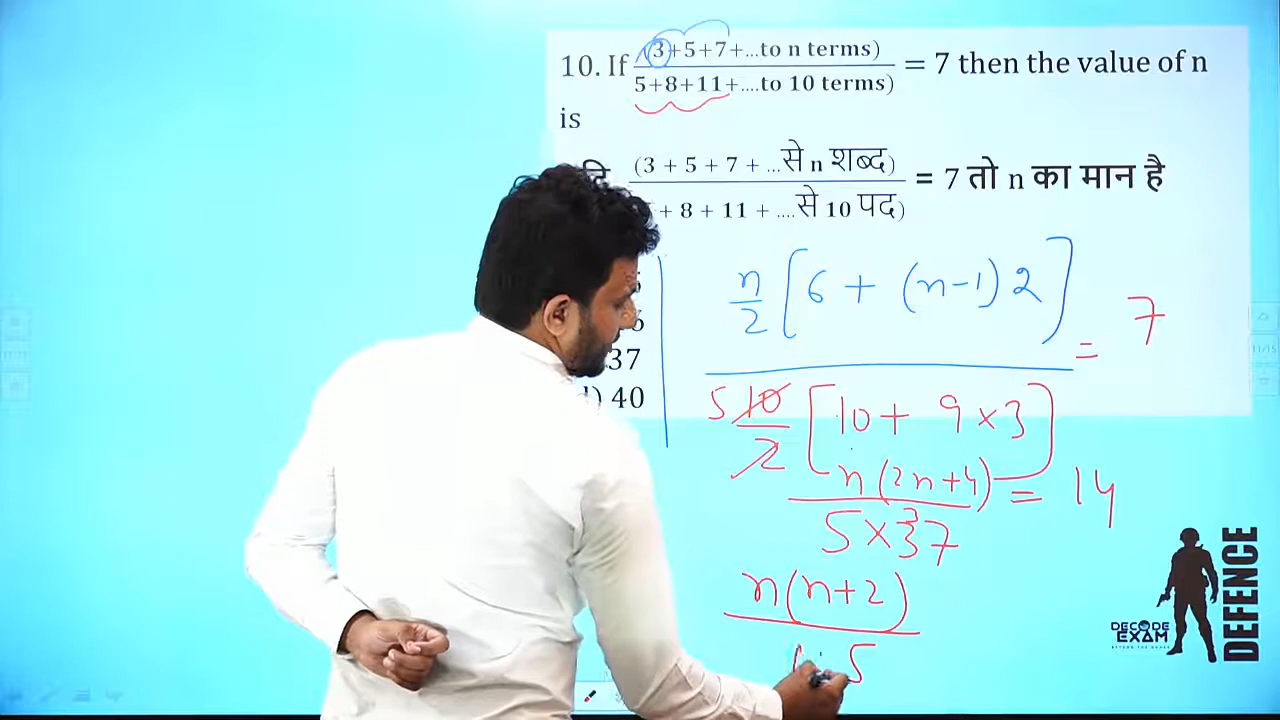 10. If (3+5+7+...to n terms) / 5+8+11+....to 10 terms) = 7 then the value of n
is
(3 + 5 + 7 + ...से n शब्द) / + 8 + 11 + ....से 10 पद) = 7 तो n का मान है
37
) 40
n/2 [6 + (n-1) 2] / 5 10/2 [10 + 9 × 3] = 7
n(2n+4) / 5×37 = 14
n(n+2)
5
DECODE
EXAM
DEFENCE